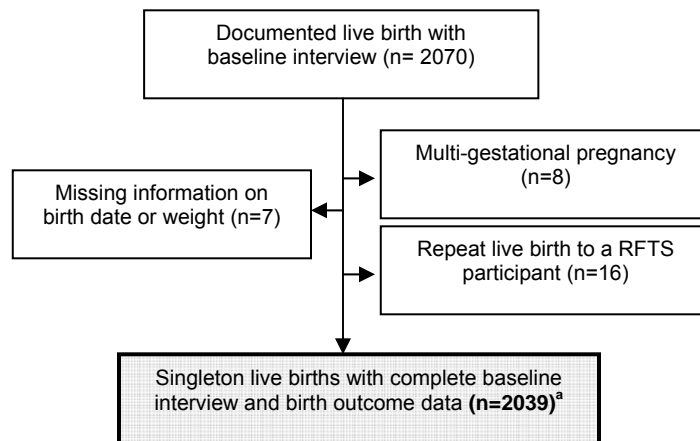 Documented live birth with
baseline interview (n= 2070)
Multi-gestational pregnancy
(n=8)
Missing information on
birth date or weight (n=7)
Repeat live birth to a RFTS
participant (n=16)
Singleton live births with complete baseline
interview and birth outcome data (n=2039)ᵃ